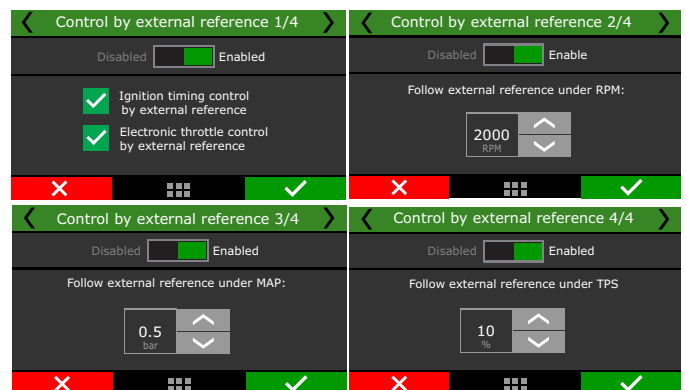 Control by external reference 1/4
Disabled Enabled
Ignition timing control
by external reference
Electronic throttle control
by external reference
Control by external reference 2/4
Disabled Enable
Follow external reference under RPM:
2000
RPM
Control by external reference 3/4
Disabled Enabled
Follow external reference under MAP:
0.5
bar
Control by external reference 4/4
Disabled Enabled
Follow external reference under TPS
10
%